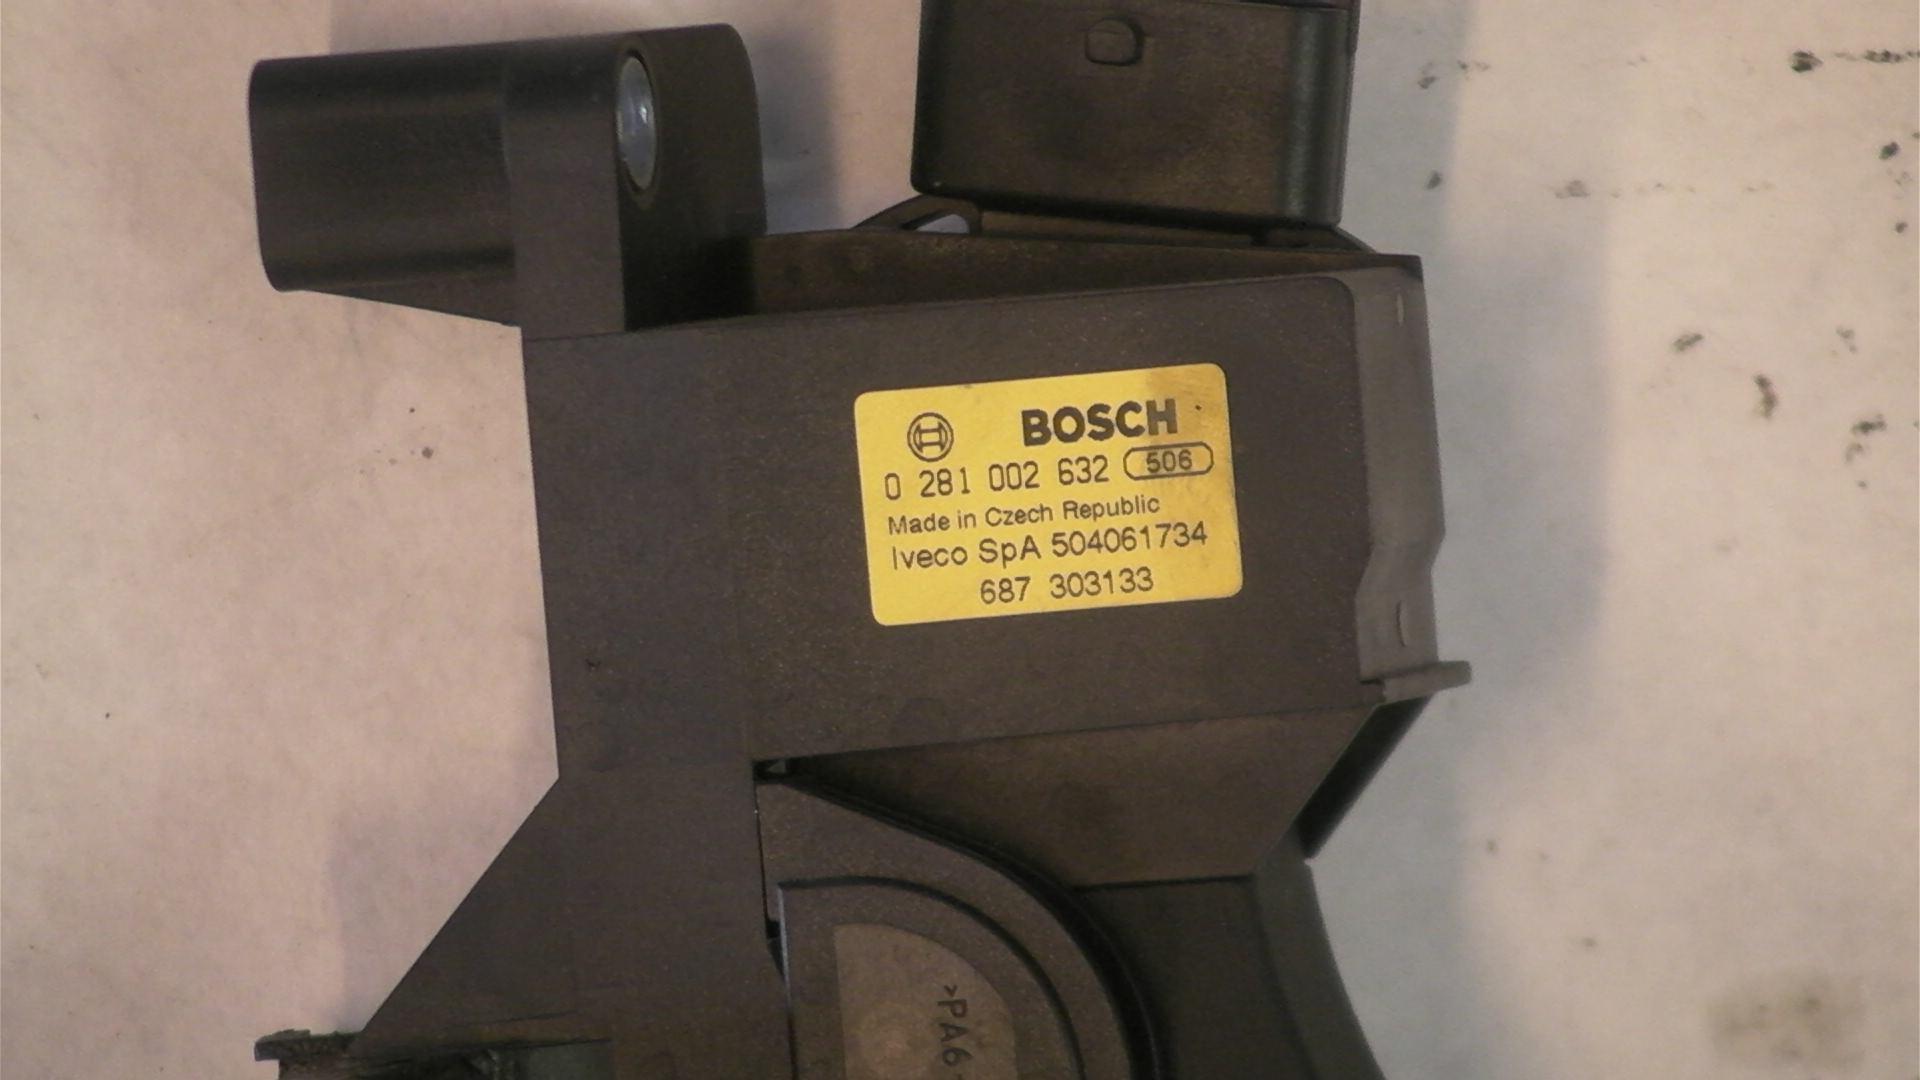 BOSCH
0 281 002 632 506
Made in Czech Republic
Iveco SpA 504061734
687 303133
>PA6-